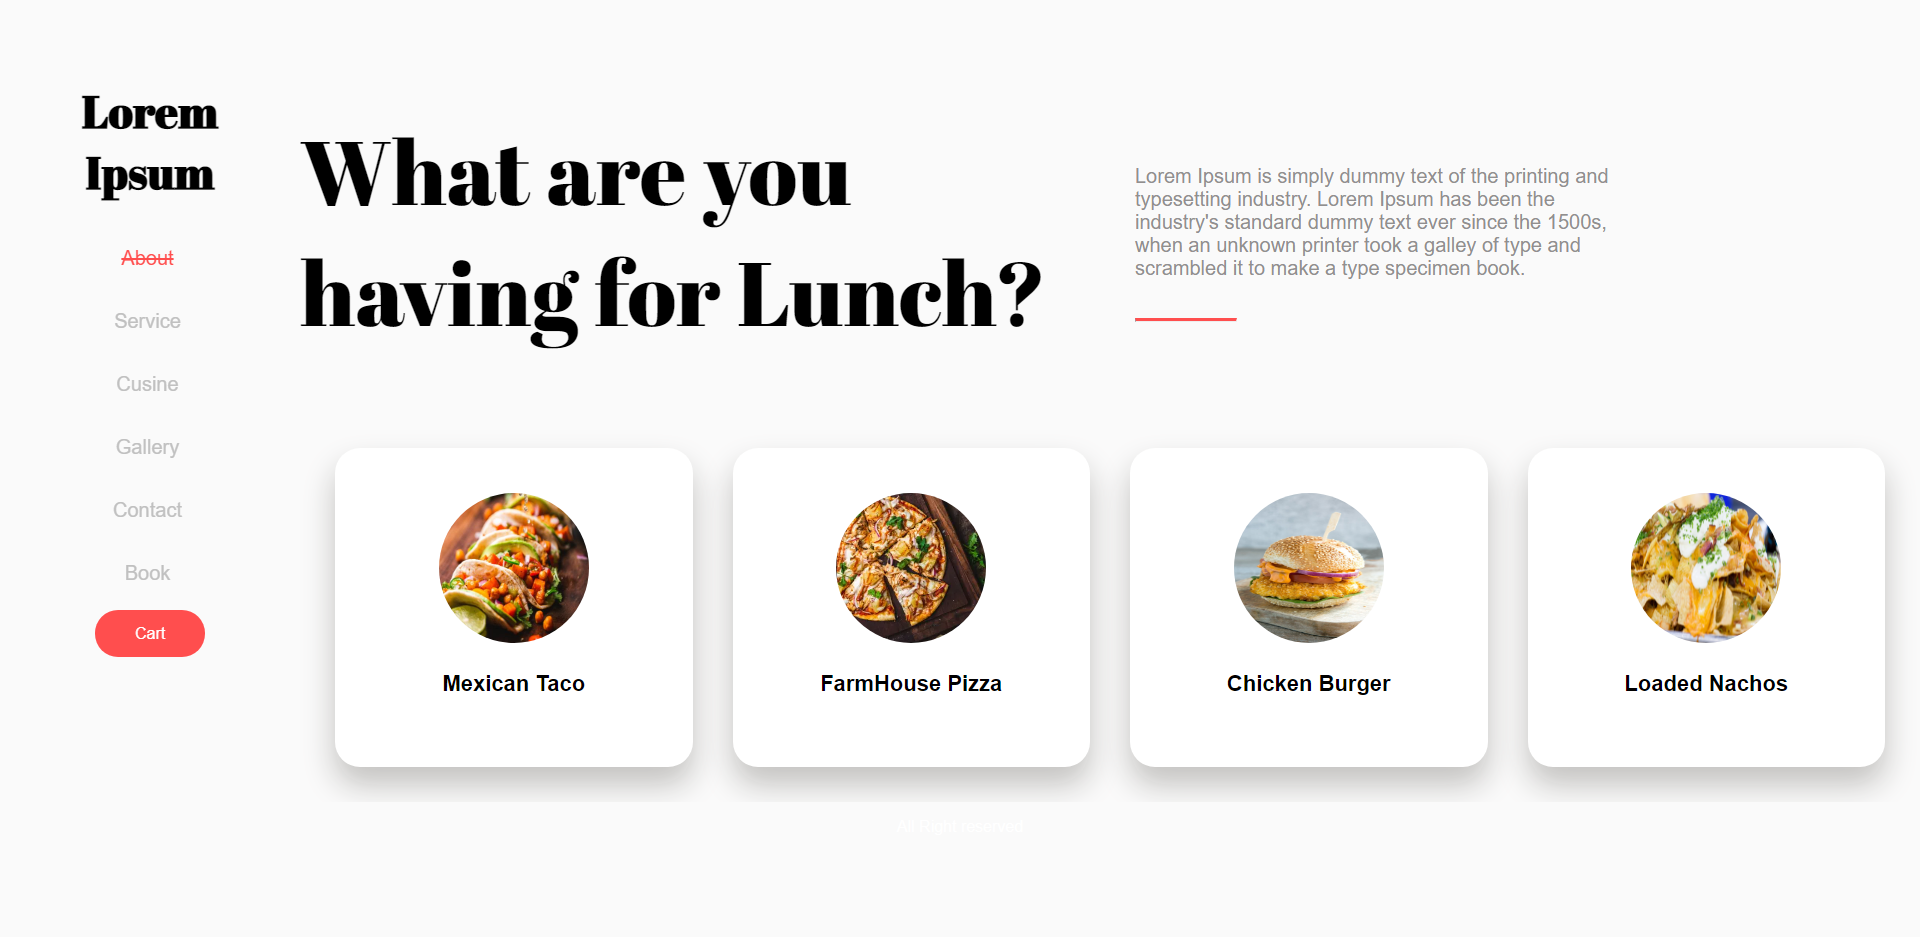 Lorem
Ipsum
About
Service
Cusine
Gallery
Contact
Book
Cart
What are you
having for Lunch?
Lorem Ipsum is simply dummy text of the printing and
typesetting industry. Lorem Ipsum has been the
industry's standard dummy text ever since the 1500s,
when an unknown printer took a galley of type and
scrambled it to make a type specimen book.
Mexican Taco
FarmHouse Pizza
Chicken Burger
Loaded Nachos
All Right reserved